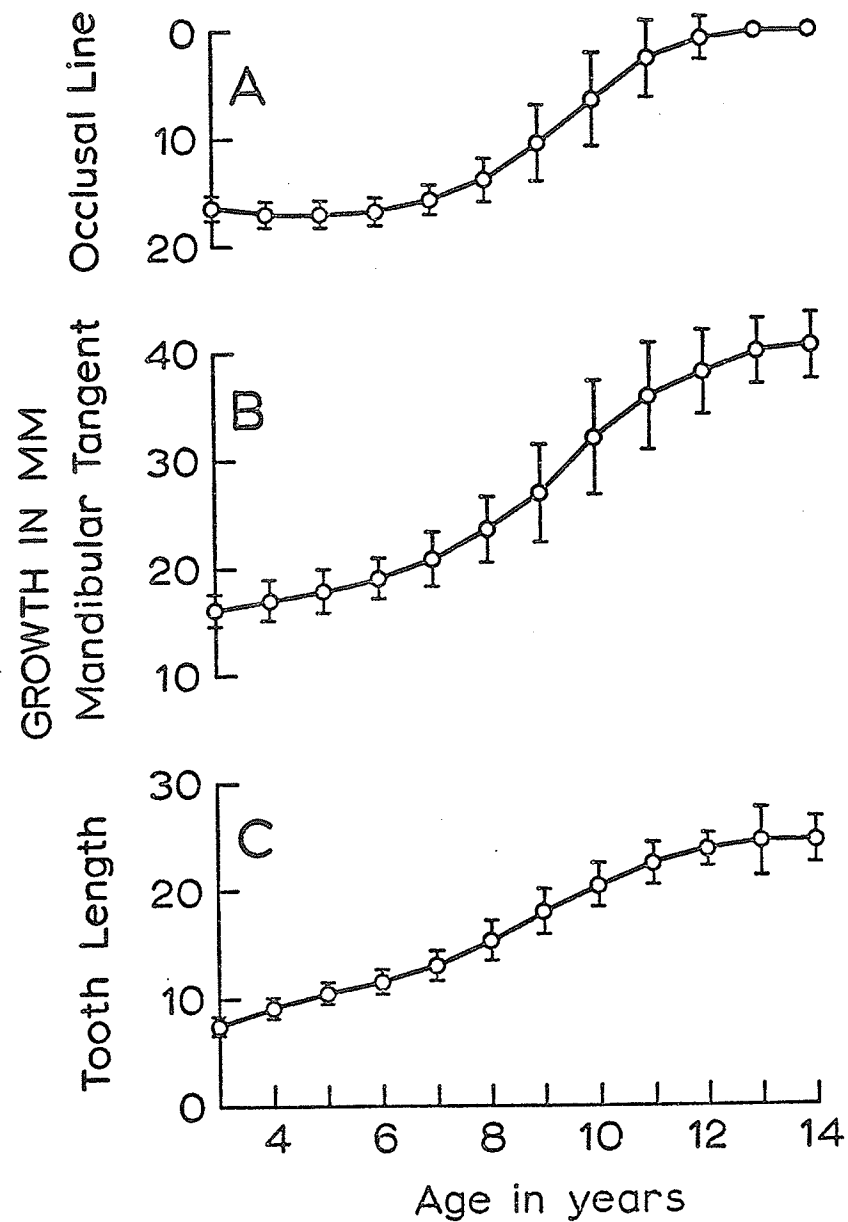 GROWTH IN MM
Occlusal Line
0
10
20
A
Mandibular Tangent
40
30
20
10
B
Tooth Length
30
20
10
0
C
4 6 8 10 12 14
Age in years